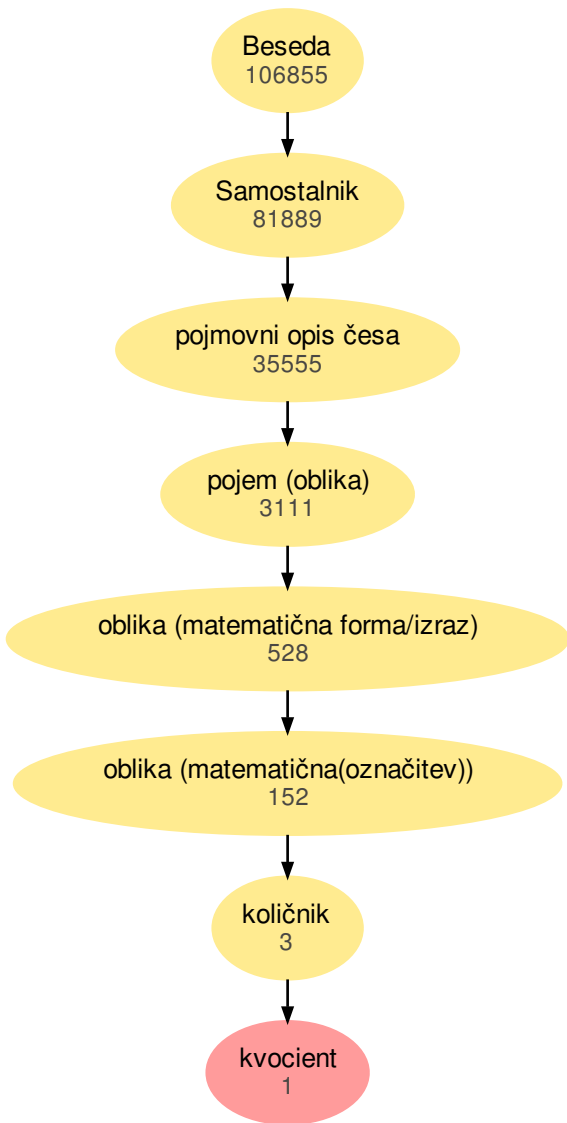 Beseda
106855
Samostalnik
81889
pojmovni opis česa
35555
pojem (oblika)
3111
oblika (matematična forma/izraz)
528
oblika (matematična(označitev))
152
količnik
3
kvocient
1